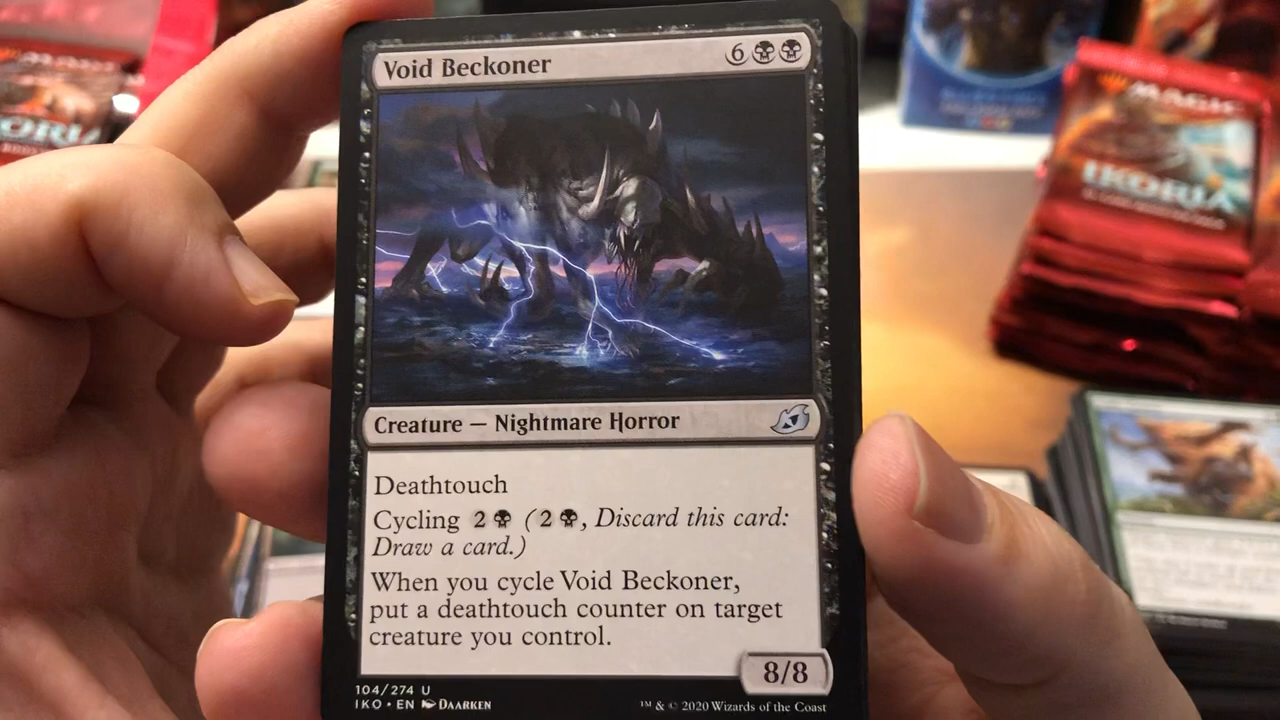 Void Beckoner
6
Creature — Nightmare Horror
Deathtouch
Cycling 2 (2, Discard this card:
Draw a card.)
When you cycle Void Beckoner,
put a deathtouch counter on target
creature you control.
8/8
104/274 U
IKO • EN DAARKEN
™ & © 2020 Wizards of the Coast
MAGIC
IKORIA